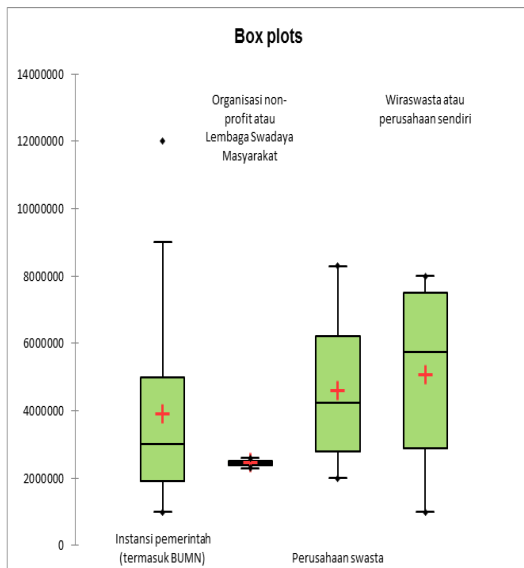 Box plots
14000000
12000000
10000000
8000000
6000000
4000000
2000000
0
Organisasi non-
profit atau
Lembaga Swadaya
Masyarakat
Wiraswasta atau
perusahaan sendiri
Instansi pemerintah
(termasuk BUMN)
Perusahaan swasta